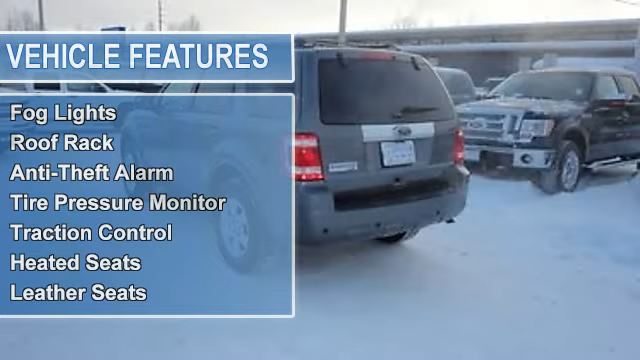 VEHICLE FEATURES
Fog Lights
Roof Rack
Anti-Theft Alarm
Tire Pressure Monitor
Traction Control
Heated Seats
Leather Seats